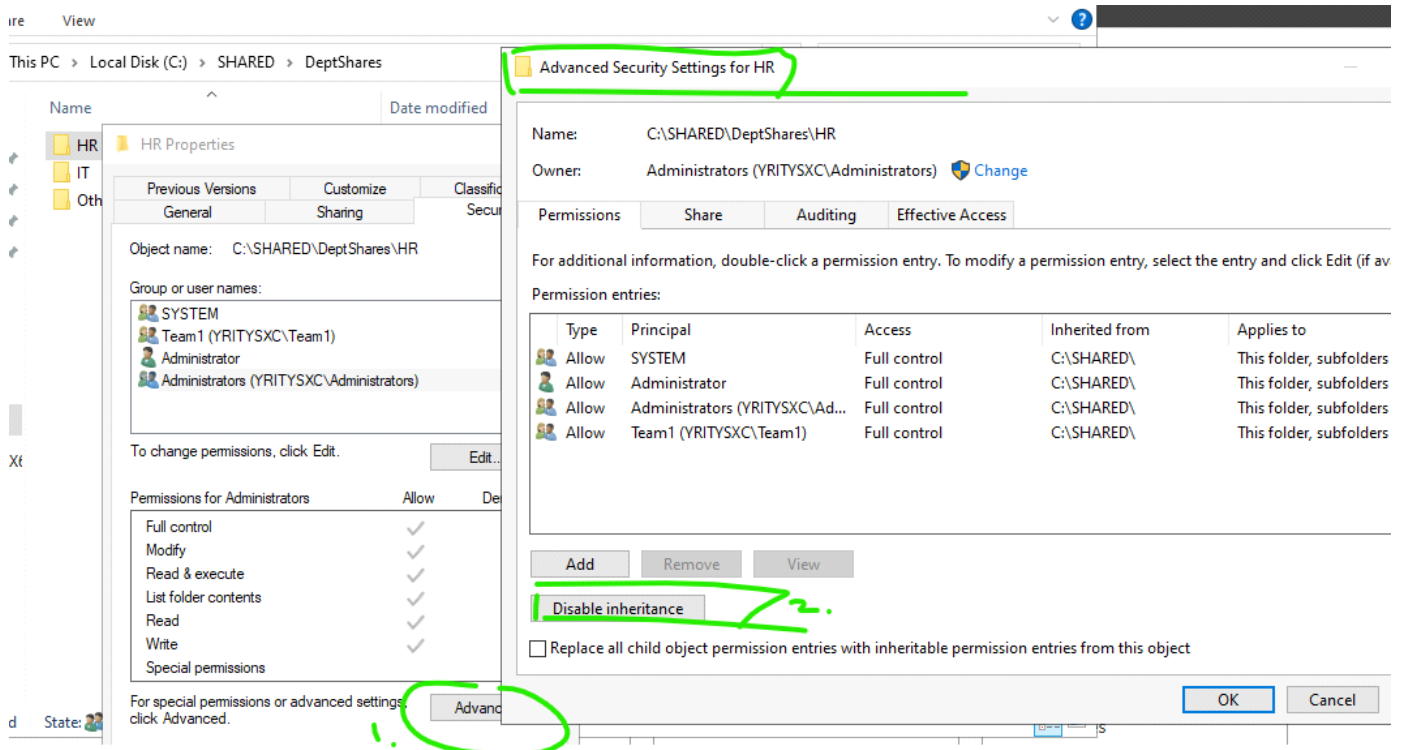 ire View
?
This PC > Local Disk (C:) > SHARED > DeptShares
Name Date modified
HR
IT
Oth
X6
d State:
HR Properties
Previous Versions Customize Classific
General Sharing Secur
Object name: C:\SHARED\DeptShares\HR
Group or user names:
SYSTEM
Team1 (YRITYSXC\Team1)
Administrator
Administrators (YRITYSXC\Administrators)
To change permissions, click Edit.
Edit...
Permissions for Administrators Allow De
Full control
Modify
Read & execute
List folder contents
Read
Write
Special permissions
For special permissions or advanced settings,
click Advanced.
Advanc
1.
Advanced Security Settings for HR
Name: C:\SHARED\DeptShares\HR
Owner: Administrators (YRITYSXC\Administrators) Change
Permissions Share Auditing Effective Access
For additional information, double-click a permission entry. To modify a permission entry, select the entry and click Edit (if av
Permission entries:
Type Principal Access Inherited from Applies to
Allow SYSTEM Full control C:\SHARED\ This folder, subfolders
Allow Administrator Full control C:\SHARED\ This folder, subfolders
Allow Administrators (YRITYSXC\Ad... Full control C:\SHARED\ This folder, subfolders
Allow Team1 (YRITYSXC\Team1) Full control C:\SHARED\ This folder, subfolders
Add Remove View
Disable inheritance
2.
Replace all child object permission entries with inheritable permission entries from this object
OK Cancel